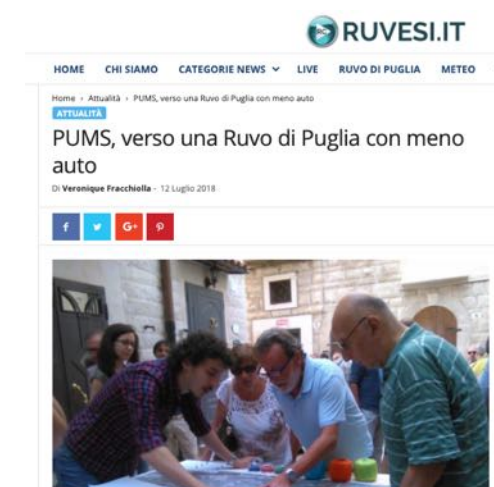 RUVESI.IT
HOME CHI SIAMO CATEGORIE NEWS LIVE RUVO DI PUGLIA METEO
Home › Attualità › PUMS, verso una Ruvo di Puglia con meno auto
ATTUALITÀ
PUMS, verso una Ruvo di Puglia con meno
auto
Di Veronique Fracchiolla - 12 Luglio 2018
f G+